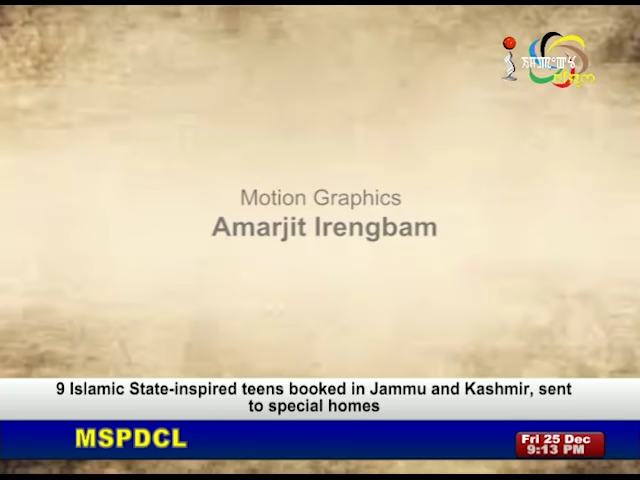 Motion Graphics
Amarjit Irengbam
9 Islamic State-inspired teens booked in Jammu and Kashmir, sent
to special homes
MSPDCL
Fri 25 Dec
9:13 PM